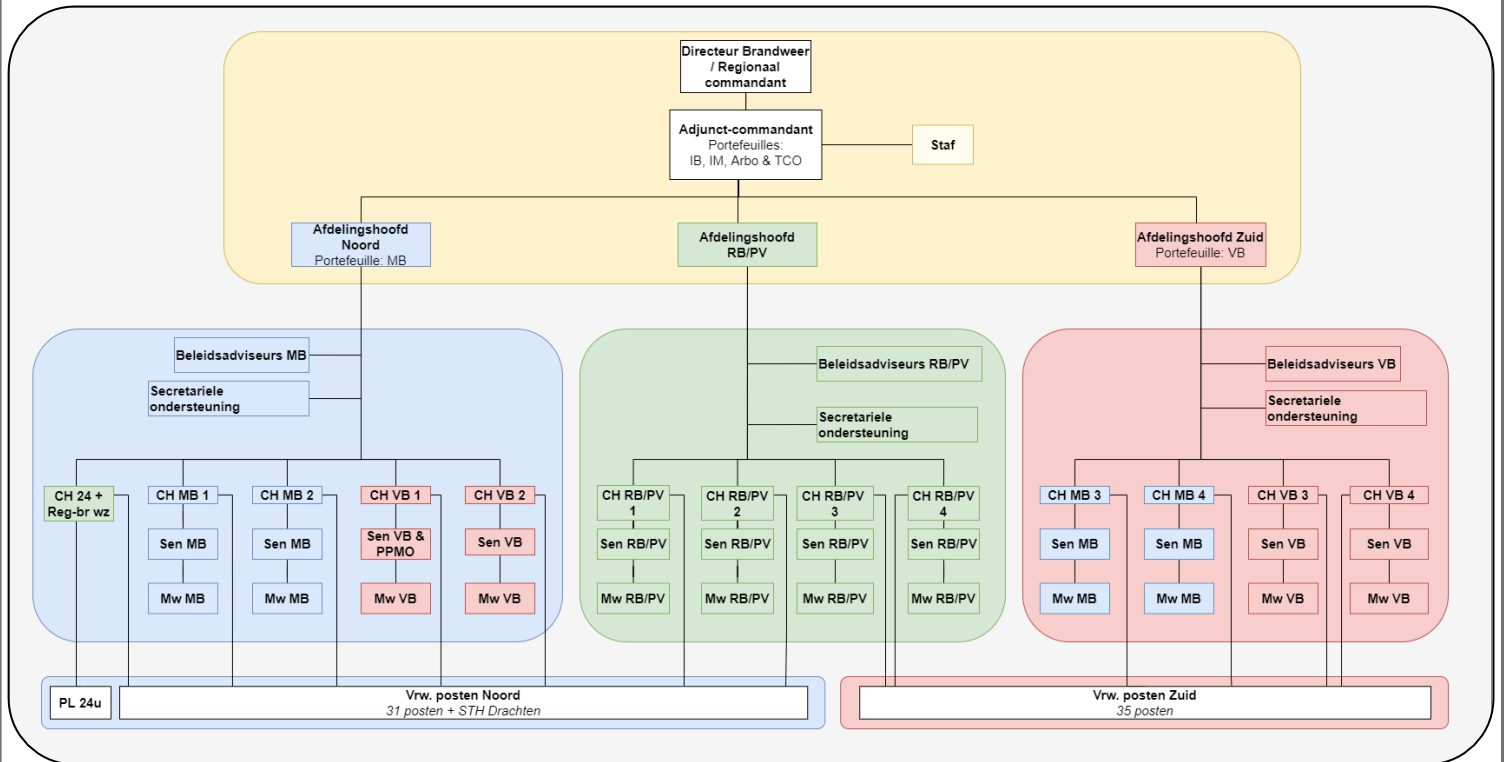 Directeur Brandweer
/ Regionaal
commandant
Adjunct-commandant
Portefeuilles:
IB, IM, Arbo & TCO
Staf
Afdelingshoofd
Noord
Portefeuille: MB
Afdelingshoofd
RB/PV
Afdelingshoofd Zuid
Portefeuille: VB
Beleidsadviseurs MB
Secretariele
ondersteuning
Beleidsadviseurs RB/PV
Secretariele
ondersteuning
Beleidsadviseurs VB
Secretariele
ondersteuning
CH 24 +
Reg-br wz
CH MB 1
CH MB 2
CH VB 1
CH VB 2
Sen MB
Sen MB
Sen VB &
PPMO
Sen VB
Mw MB
Mw MB
Mw VB
Mw VB
CH RB/PV
1
CH RB/PV
2
CH RB/PV
3
CH RB/PV
4
Sen RB/PV
Sen RB/PV
Sen RB/PV
Sen RB/PV
Mw RB/PV
Mw RB/PV
Mw RB/PV
Mw RB/PV
CH MB 3
CH MB 4
CH VB 3
CH VB 4
Sen MB
Sen MB
Sen VB
Sen VB
Mw MB
Mw MB
Mw VB
Mw VB
PL 24u
Vrw. posten Noord
31 posten + STH Drachten
Vrw. posten Zuid
35 posten